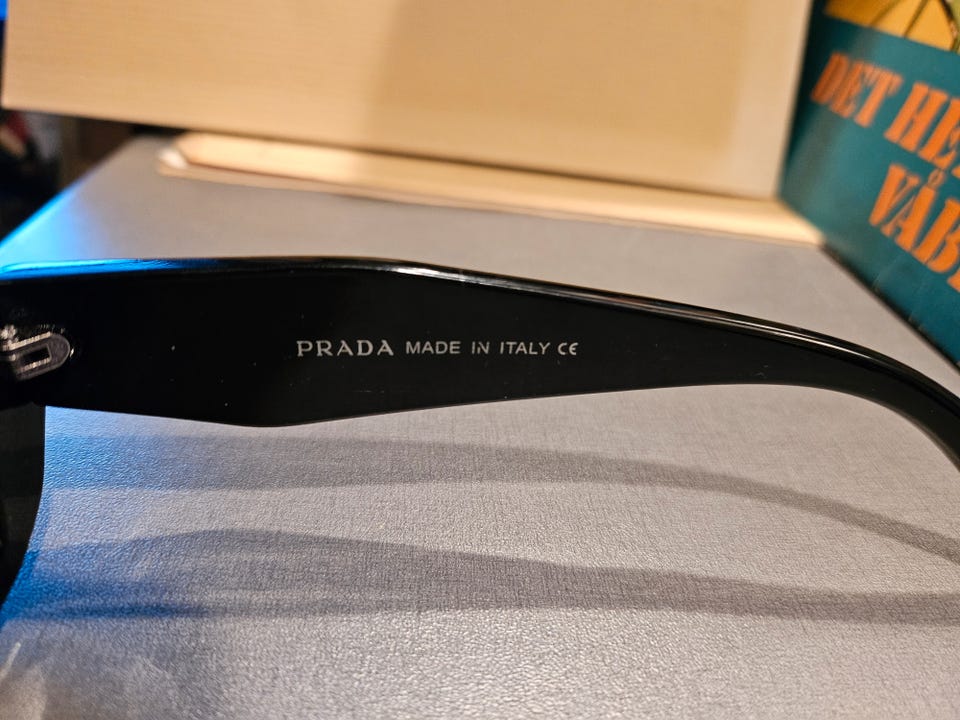 PRADA MADE IN ITALY CE
DET HE
VÅB